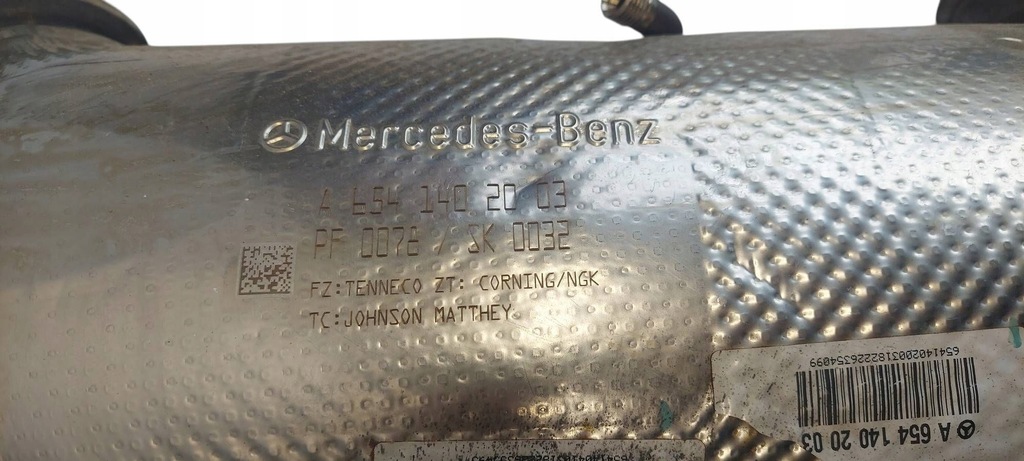 Mercedes-Benz
A 654 140 20 03
PF 0078 / SK 0032
FZ:TENNECO ZT: CORNING/NGK
TC:JOHNSON MATTHEY
A 654 140 20 03